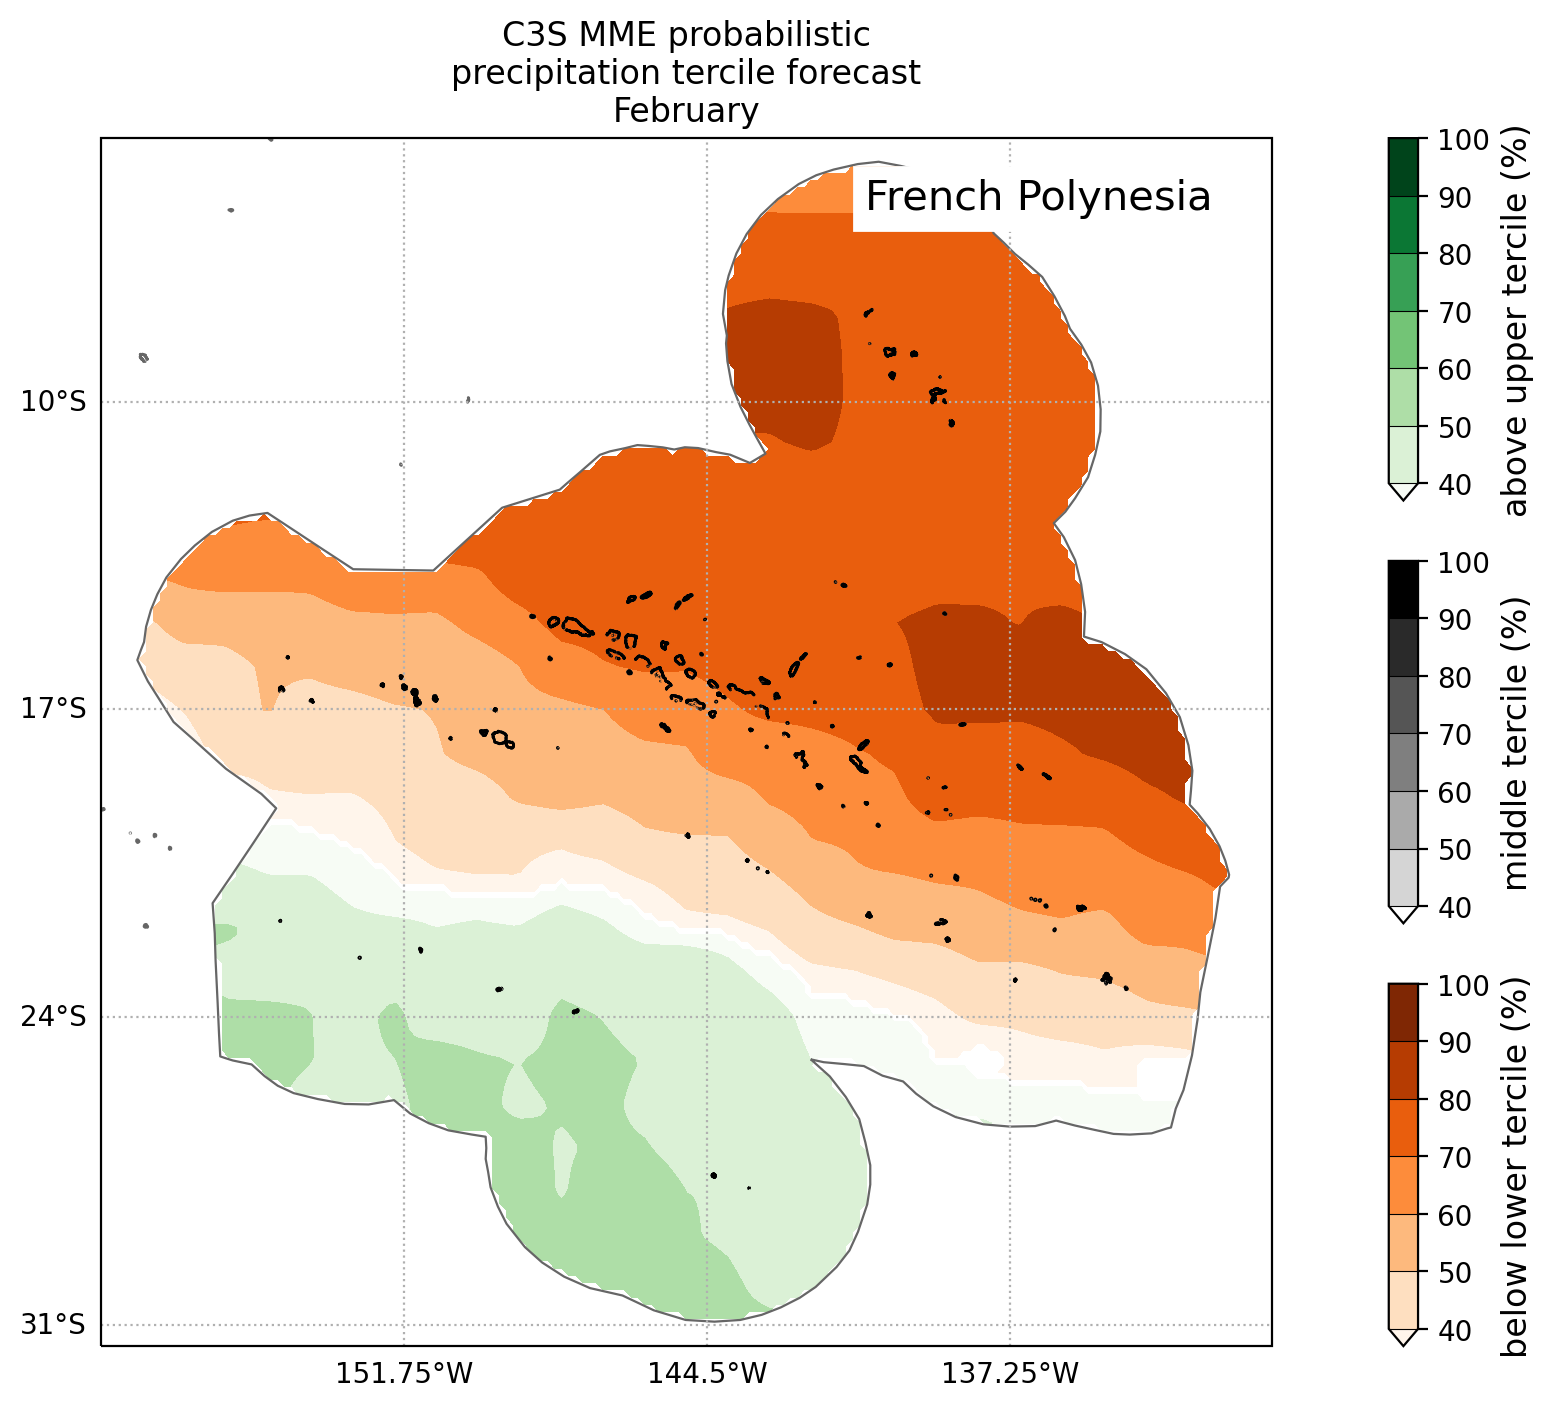 C3S MME probabilistic
precipitation tercile forecast
February
French Polynesia
10°S
17°S
24°S
31°S
151.75°W
144.5°W
137.25°W
100
90
80
70
60
50
40
above upper tercile (%)
100
90
80
70
60
50
40
middle tercile (%)
100
90
80
70
60
50
40
below lower tercile (%)